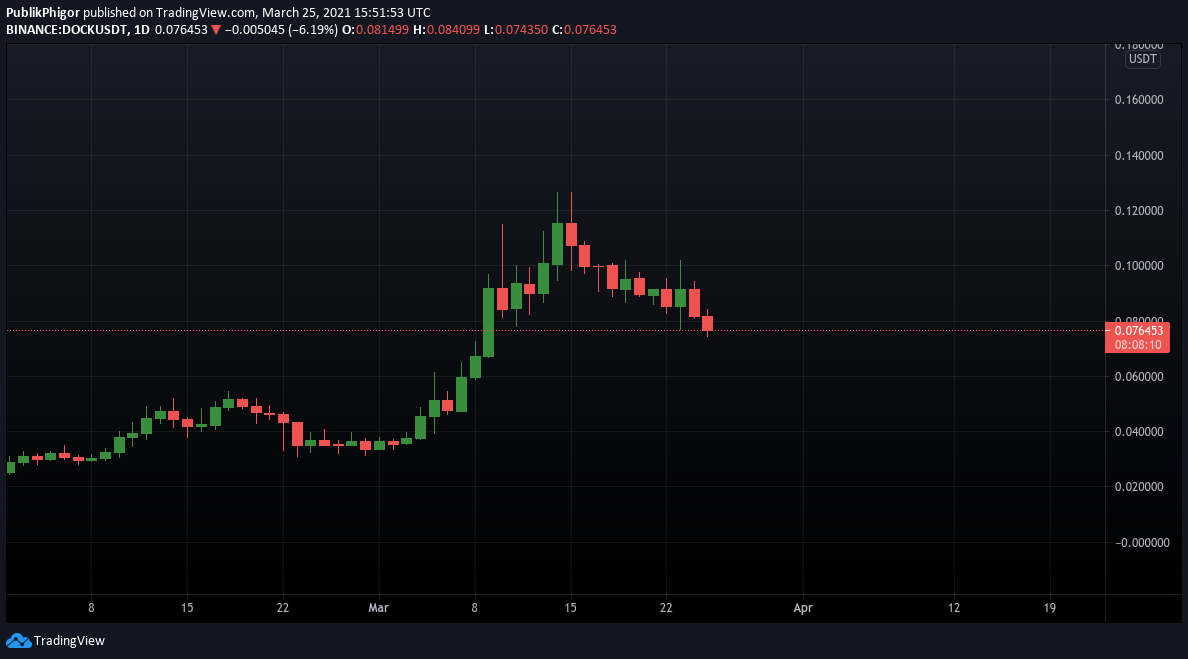 PublikPhigor published on TradingView.com, March 25, 2021 15:51:53 UTC
BINANCE:DOCKUSDT, 1D 0.076453 ▼ −0.005045 (−6.19%) O:0.081499 H:0.084099 L:0.074350 C:0.076453
0.180000
USDT
0.160000
0.140000
0.120000
0.100000
0.080000
0.076453
08:08:10
0.060000
0.040000
0.020000
−0.000000
8 15 22 Mar 8 15 22 Apr 12 19
TradingView